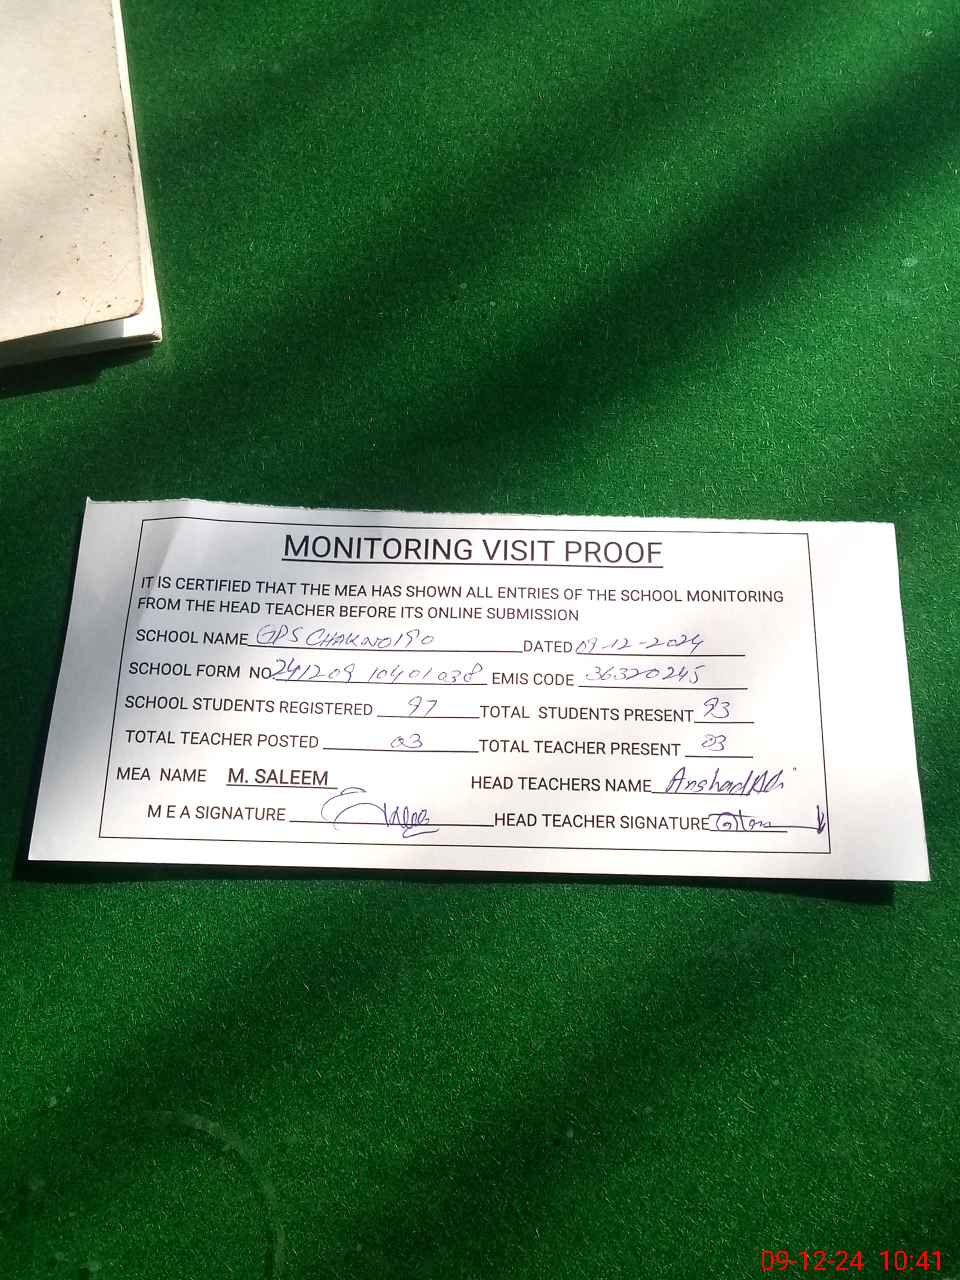 MONITORING VISIT PROOF
IT IS CERTIFIED THAT THE MEA HAS SHOWN ALL ENTRIES OF THE SCHOOL MONITORING
FROM THE HEAD TEACHER BEFORE ITS ONLINE SUBMISSION
SCHOOL NAME GPS CHAK NO 190 DATED 09-12-2024
SCHOOL FORM NO 241209 10401038 EMIS CODE 36320245
SCHOOL STUDENTS REGISTERED 97 TOTAL STUDENTS PRESENT 93
TOTAL TEACHER POSTED 03 TOTAL TEACHER PRESENT 03
MEA NAME M. SALEEM HEAD TEACHERS NAME
M E A SIGNATURE HEAD TEACHER SIGNATURE
09-12-24 10:41